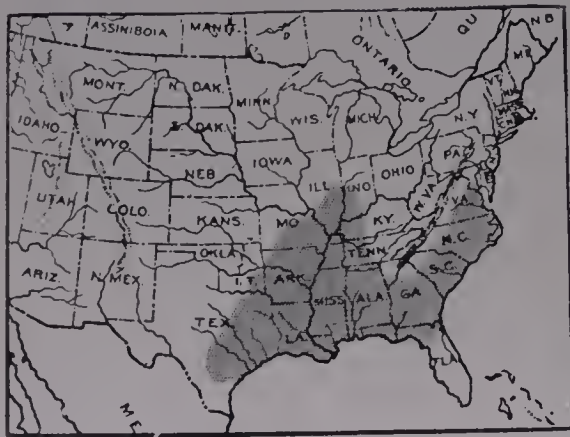 ASSINIBOIA MANIT.
ONTARIO
QU
N B
ME
MONT.
N. DAK.
MINN
VT.
N.H.
IDAHO
S. DAK.
WIS.
MICH.
N.Y
WYO.
IOWA
PA.
NEB
ILL.
IND
OHIO
UTAH
COLO.
W. VA.
VA.
KANS.
MO.
KY.
N.C.
OKLA.
TENN.
S.C.
ARIZ.
N. MEX
I.T.
ARK.
MISS
ALA
GA
TEX.
LA.
FLA
M E